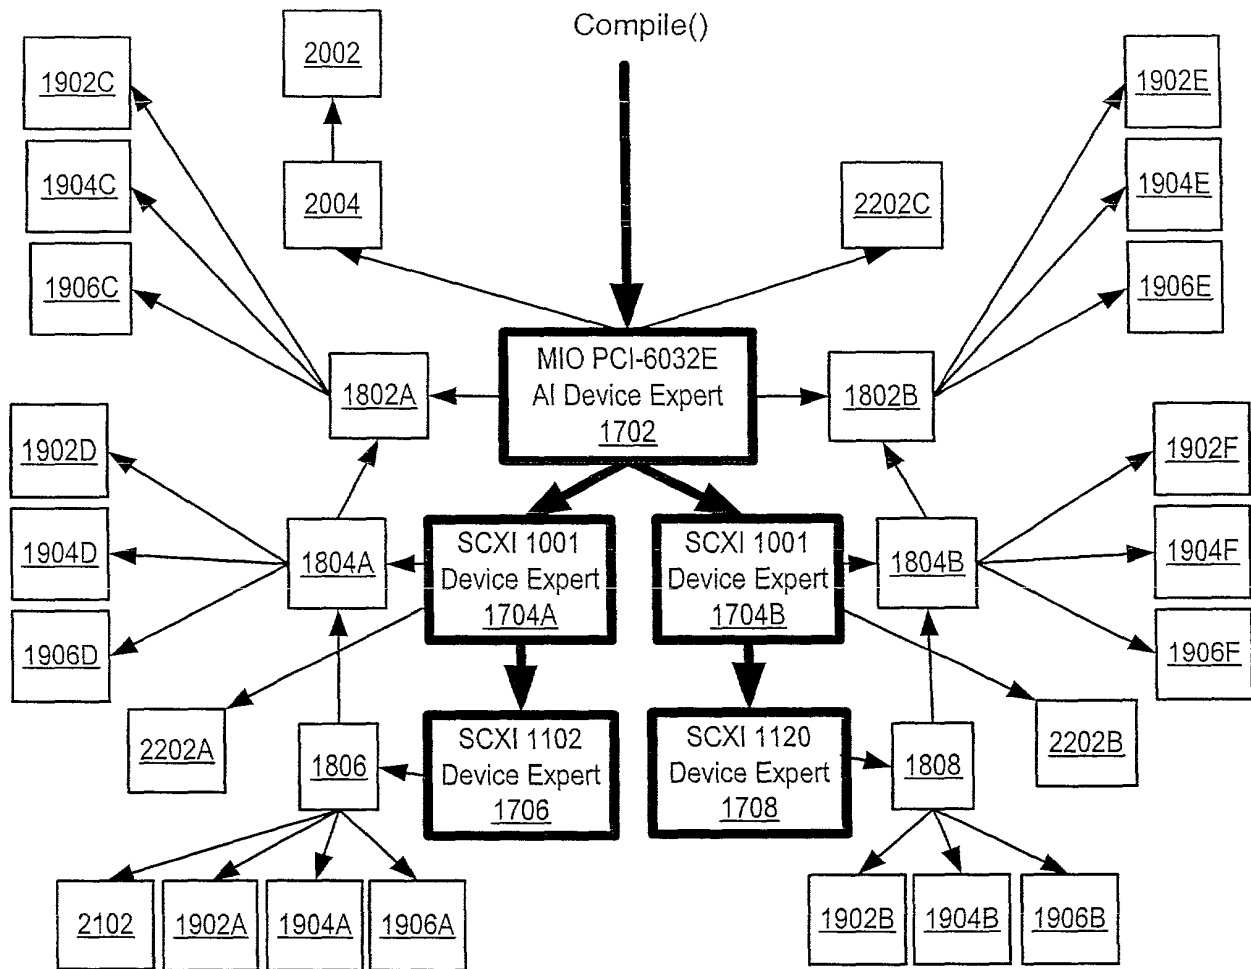 Compile()
2002
1902C
1902E
1904C
2004
2202C
1904E
1906C
1906E
MIO PCI-6032E
AI Device Expert
1702
1802A
1802B
1902D
1902F
1904D
1804A
SCXI 1001
Device Expert
1704A
SCXI 1001
Device Expert
1704B
1804B
1904F
1906D
1906F
2202A
1806
SCXI 1102
Device Expert
1706
SCXI 1120
Device Expert
1708
1808
2202B
2102
1902A
1904A
1906A
1902B
1904B
1906B